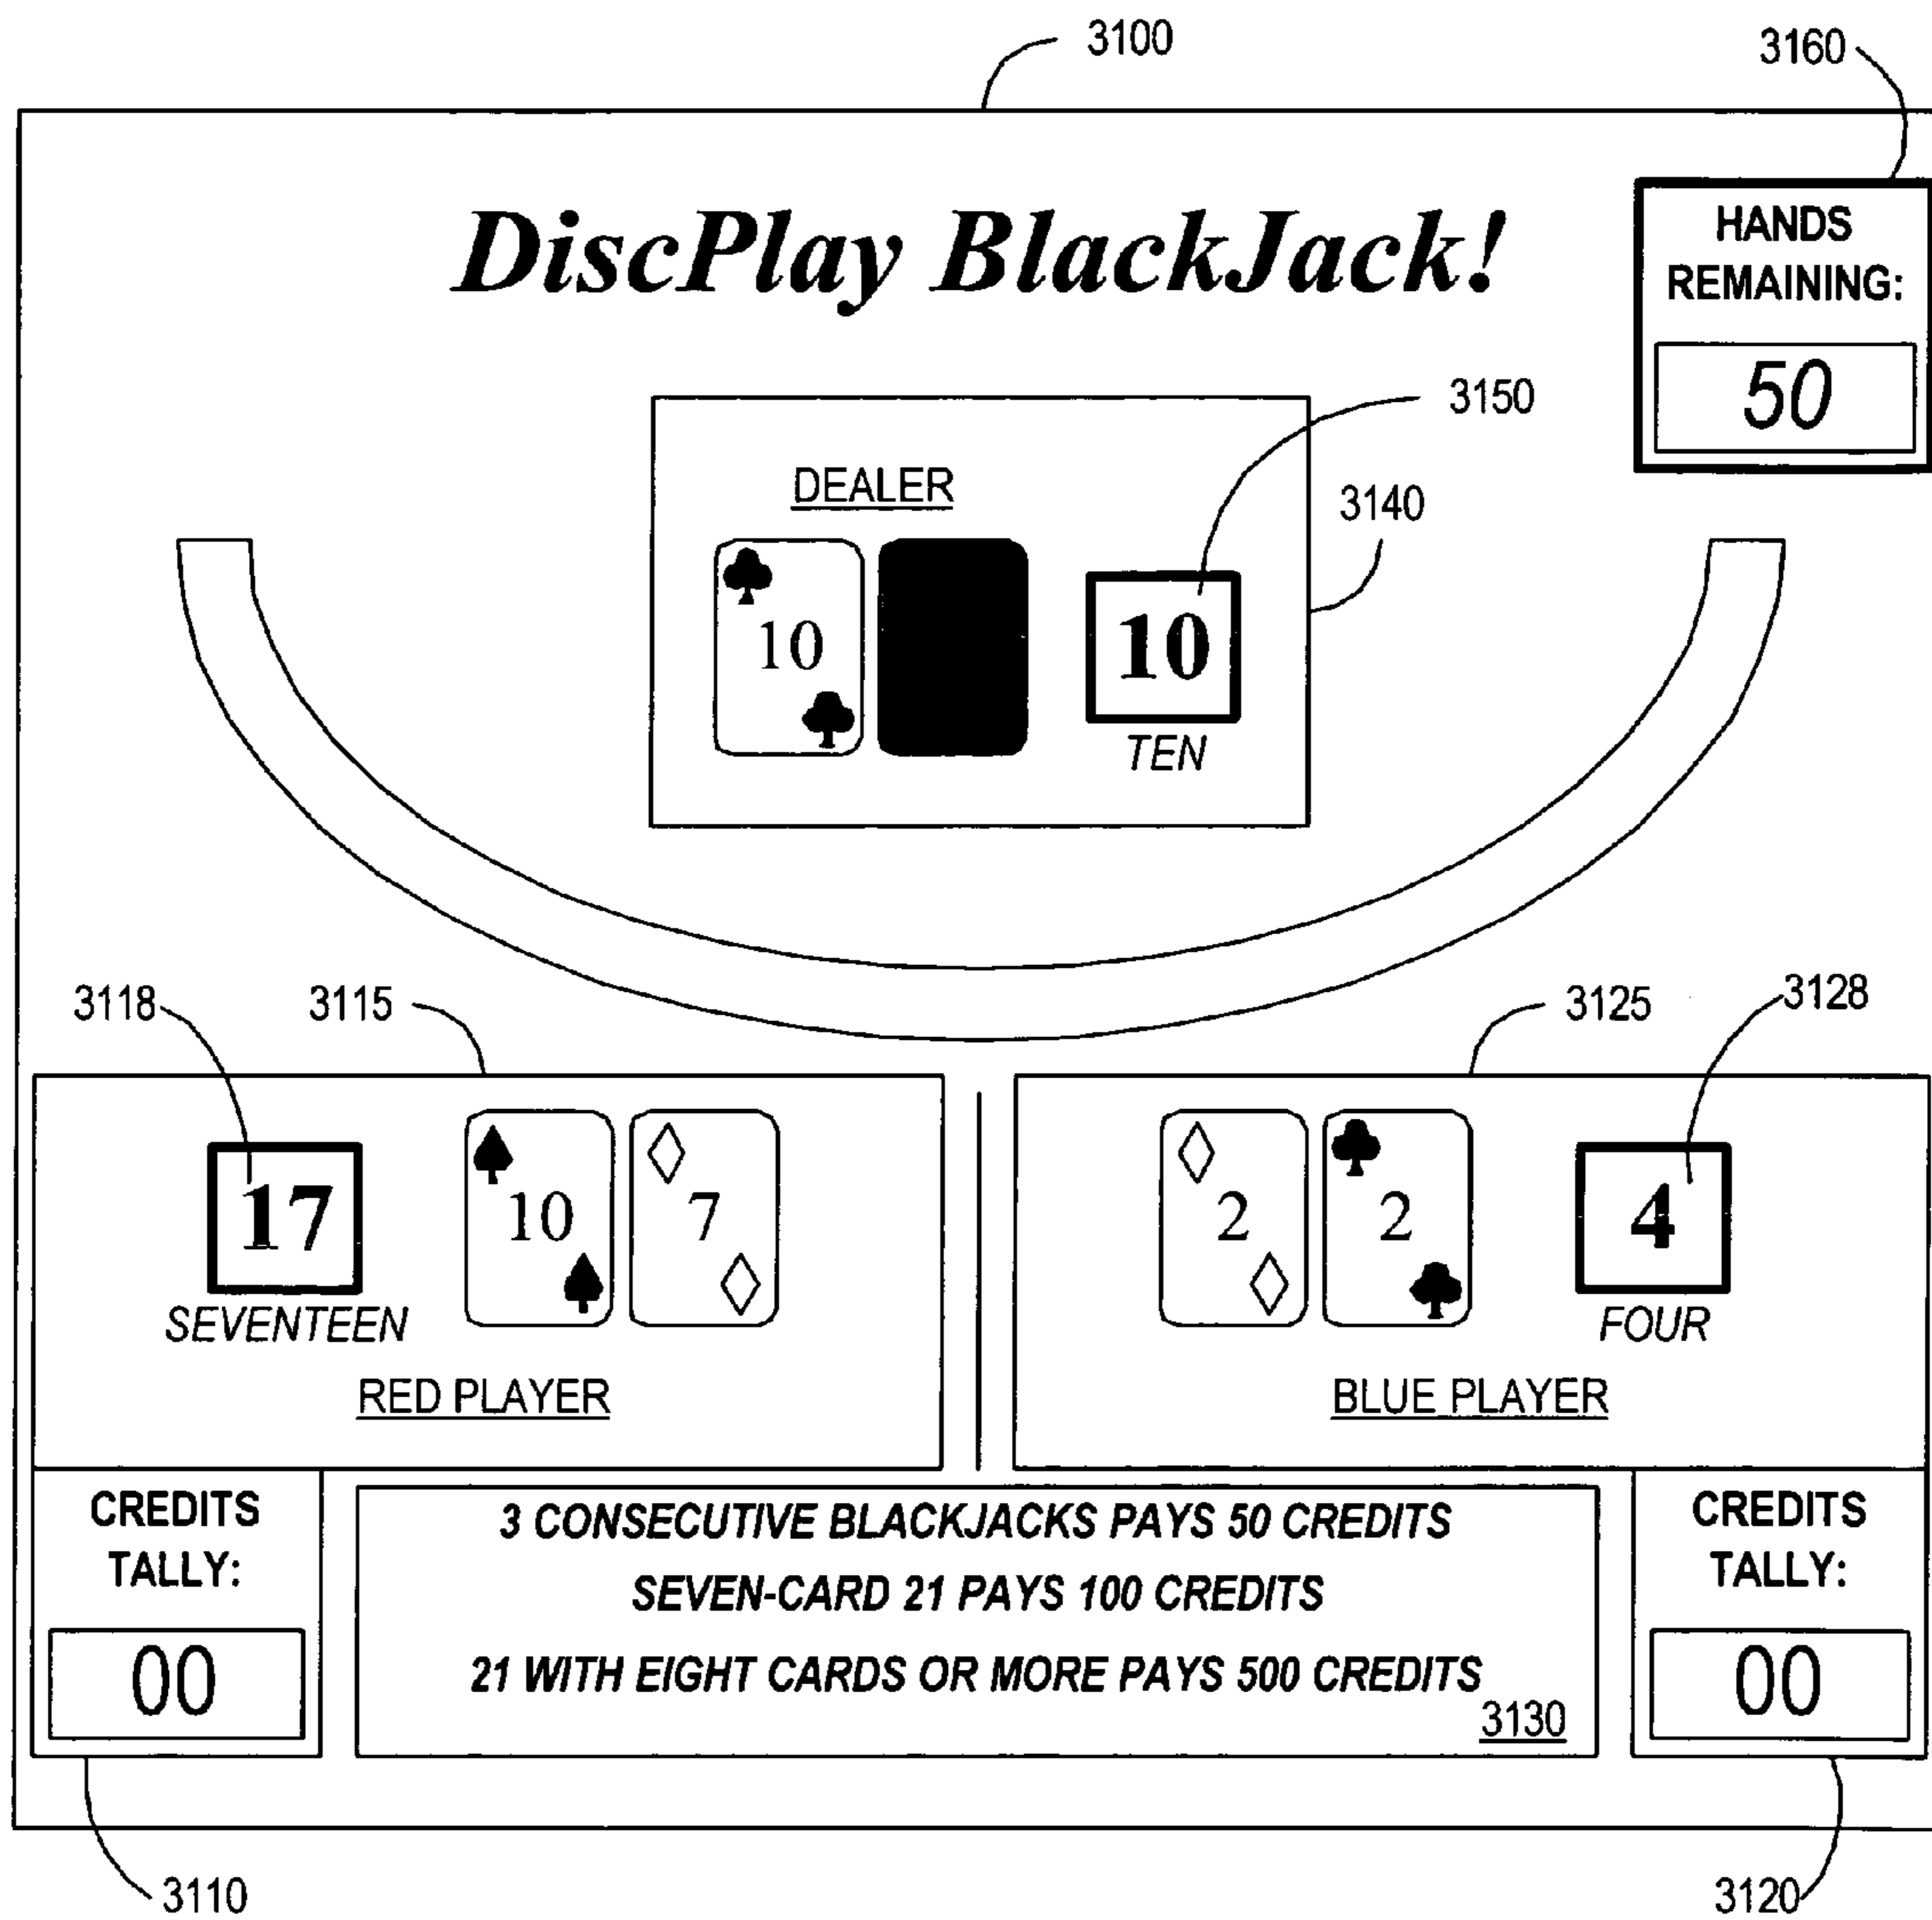 3100
3160
DiscPlay BlackJack!
HANDS
REMAINING:
50
3150
DEALER
3140
10
10
TEN
3118
3115
3125
3128
17
10
7
SEVENTEEN
RED PLAYER
2
2
4
FOUR
BLUE PLAYER
CREDITS
TALLY:
00
3 CONSECUTIVE BLACKJACKS PAYS 50 CREDITS
SEVEN-CARD 21 PAYS 100 CREDITS
21 WITH EIGHT CARDS OR MORE PAYS 500 CREDITS
3130
CREDITS
TALLY:
00
3110
3120